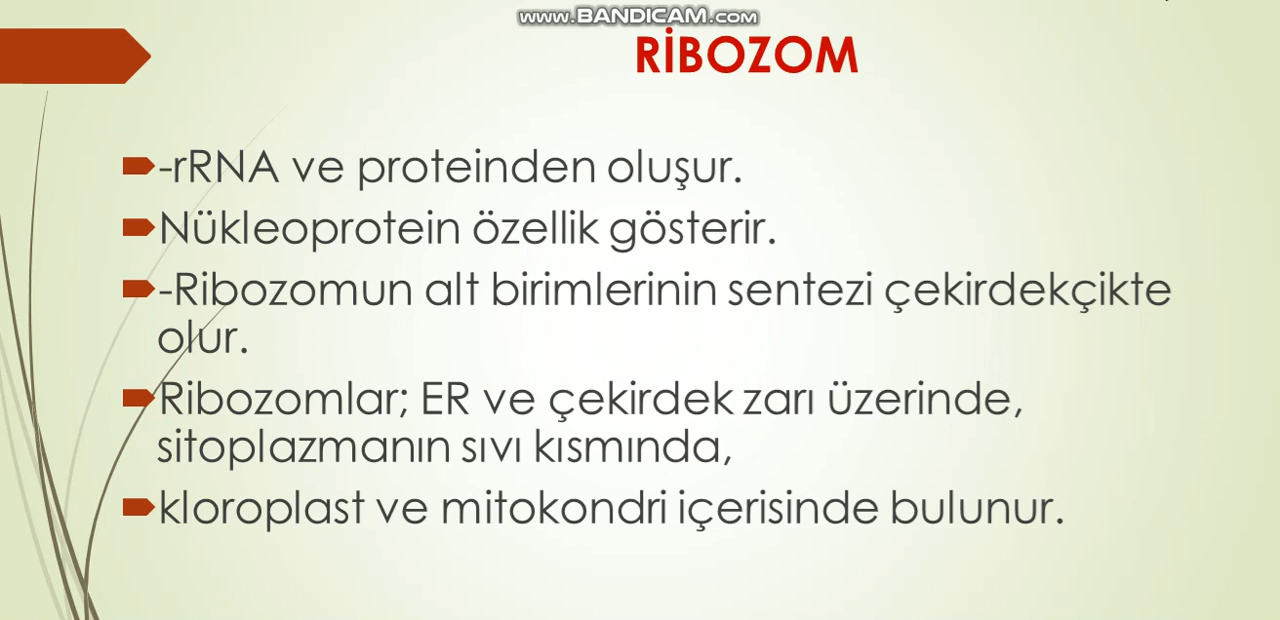 www.BANDICAM.com
RİBOZOM
-rRNA ve proteinden oluşur.
Nükleoprotein özellik gösterir.
-Ribozomun alt birimlerinin sentezi çekirdekçikte
olur.
Ribozomlar; ER ve çekirdek zarı üzerinde,
sitoplazmanın sıvı kısmında,
kloroplast ve mitokondri içerisinde bulunur.